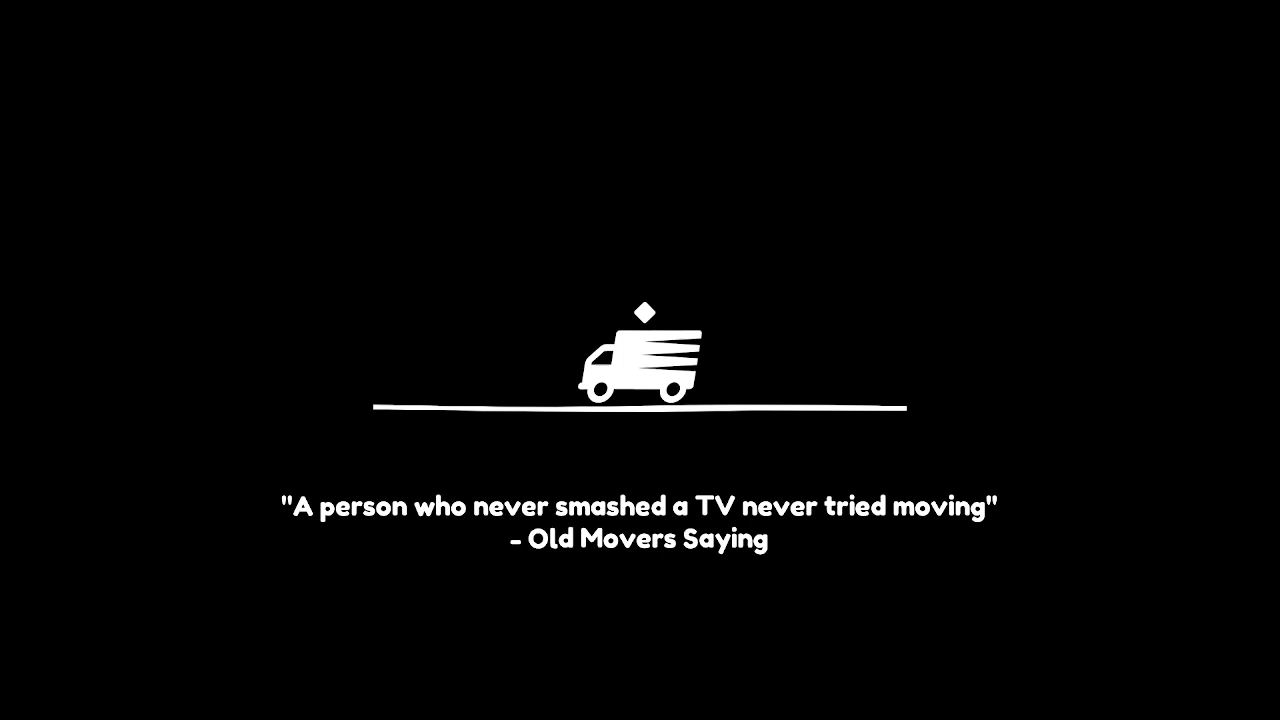 "A person who never smashed a TV never tried moving"
- Old Movers Saying